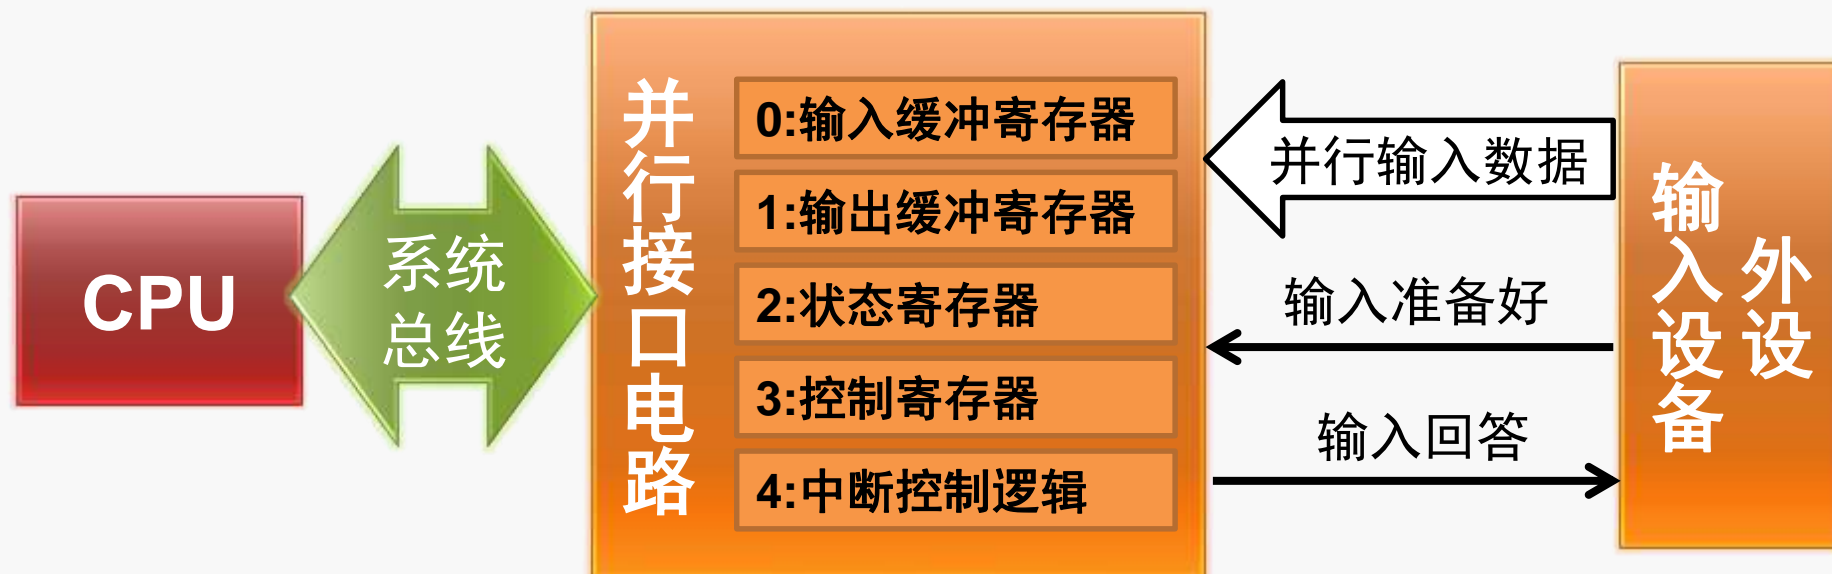 CPU
系统
总线
并行接口电路
0:输入缓冲寄存器
1:输出缓冲寄存器
2:状态寄存器
3:控制寄存器
4:中断控制逻辑
并行输入数据
输入准备好
输入回答
输入设备
外设